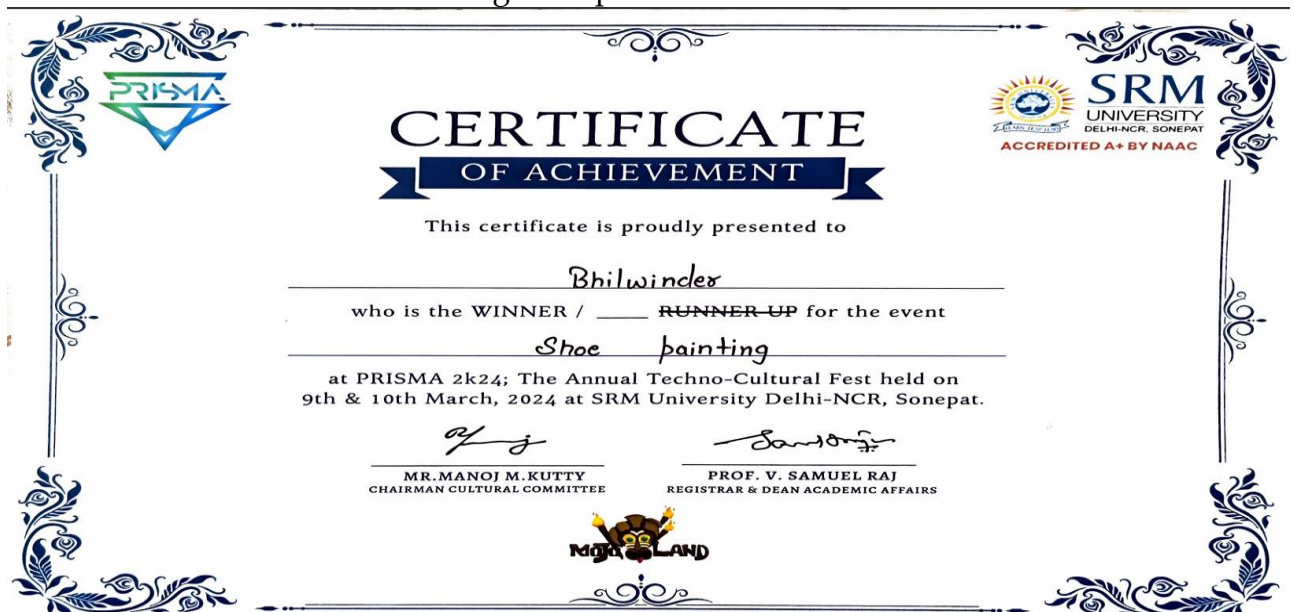 PRISMA
SRM
UNIVERSITY
DELHI-NCR, SONEPAT
LEARN LEAP LEAD
ACCREDITED A+ BY NAAC
CERTIFICATE
OF ACHIEVEMENT
This certificate is proudly presented to
Bhilwinder
who is the WINNER / ____ RUNNER UP for the event
Shoe painting
at PRISMA 2k24; The Annual Techno-Cultural Fest held on
9th & 10th March, 2024 at SRM University Delhi-NCR, Sonepat.
MR.MANOJ M.KUTTY
CHAIRMAN CULTURAL COMMITTEE
PROF. V. SAMUEL RAJ
REGISTRAR & DEAN ACADEMIC AFFAIRS
MOJO LAND